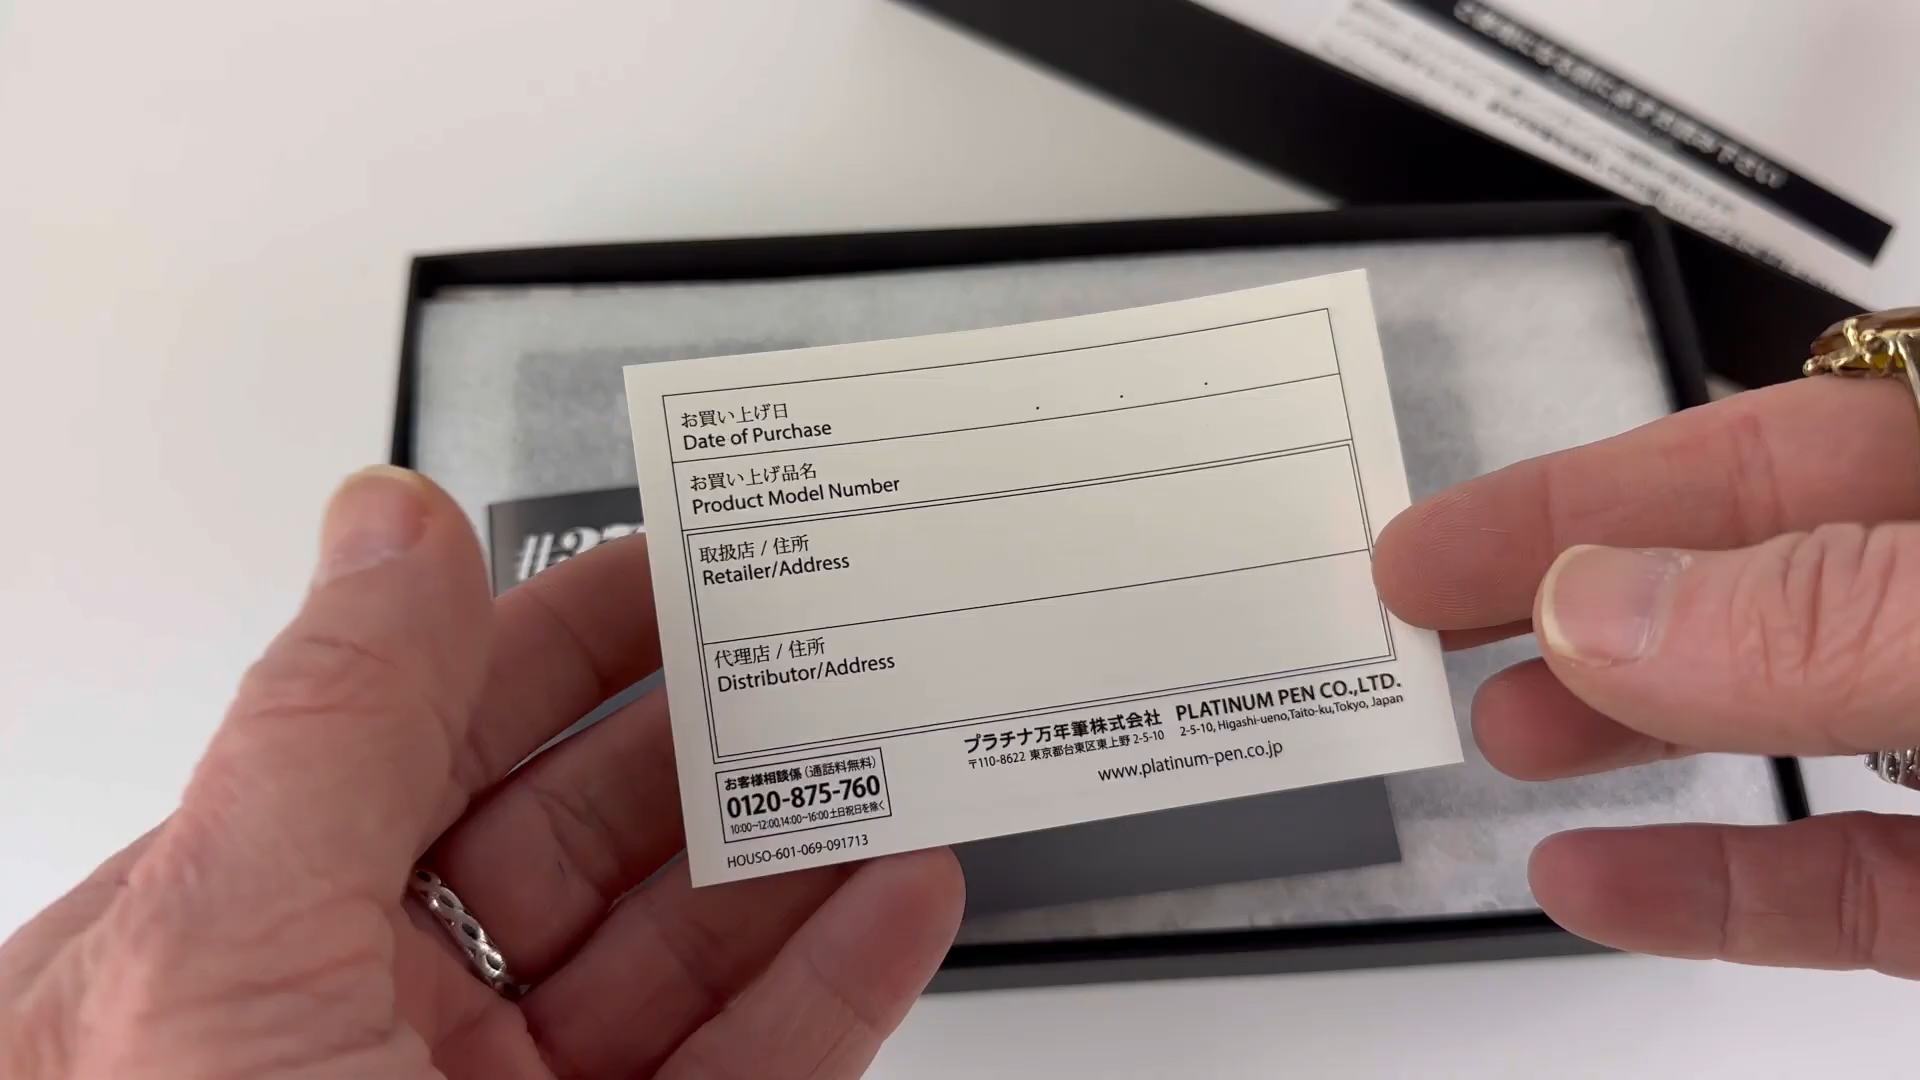 お買い上げ日
Date of Purchase
お買い上げ品名
Product Model Number
取扱店 / 住所
Retailer/Address
代理店 / 住所
Distributor/Address
プラチナ万年筆株式会社 PLATINUM PEN CO.,LTD.
〒110-8622 東京都台東区東上野 2-5-10 2-5-10, Higashi-ueno,Taito-ku,Tokyo, Japan
www.platinum-pen.co.jp
お客様相談係(通話料無料)
0120-875-760
10:00~12:00,14:00~16:00 土日祝日を除く
HOUSO-601-069-091713